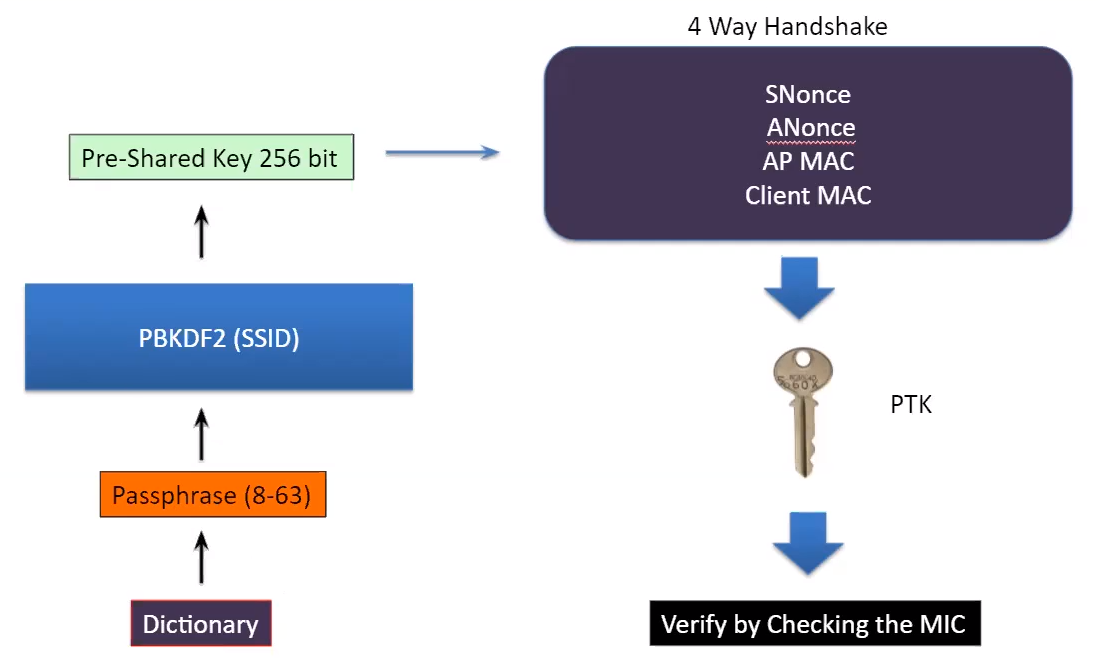 4 Way Handshake
SNonce
ANonce
AP MAC
Client MAC
Pre-Shared Key 256 bit
PBKDF2 (SSID)
Passphrase (8-63)
Dictionary
PTK
Verify by Checking the MIC